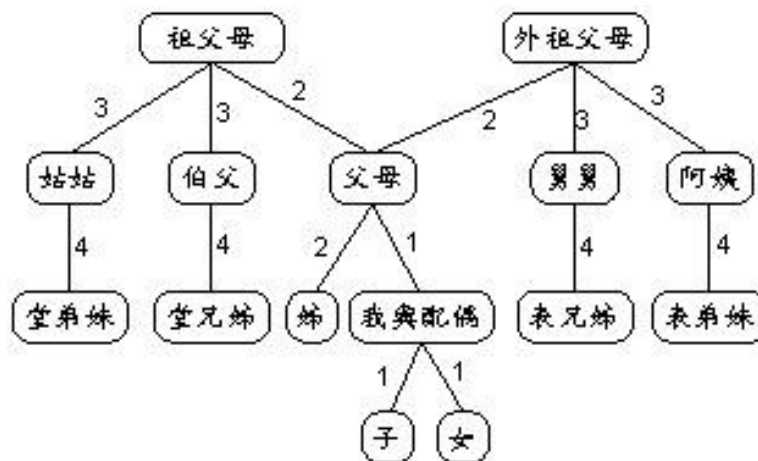 祖父母 外祖父母
3 3 2 2 3 3
姑姑 伯父 父母 舅舅 阿姨
4 4 2 1 4 4
堂弟妹 堂兄姊 姊 我與配偶 表兄姊 表弟妹
1 1
子 女